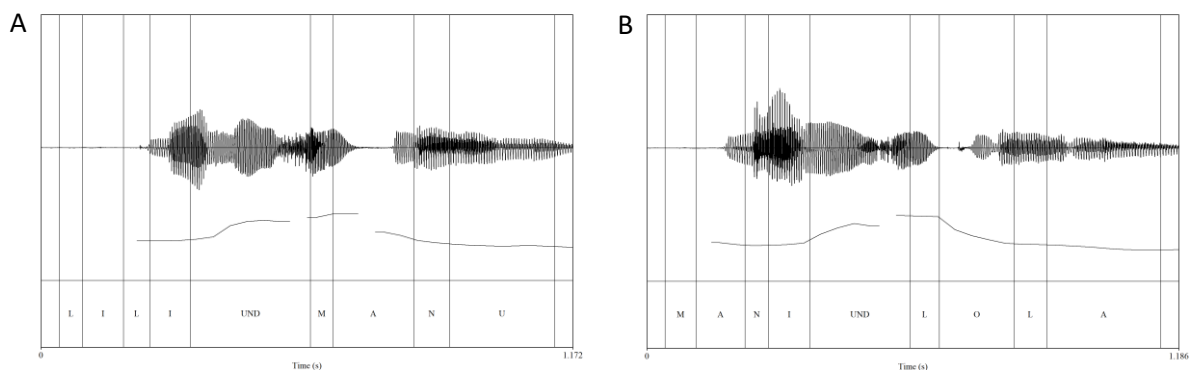 A
L I L I UND M A N U
0 1.172
Time (s)
B
M A N I UND L O L A
0 1.186
Time (s)